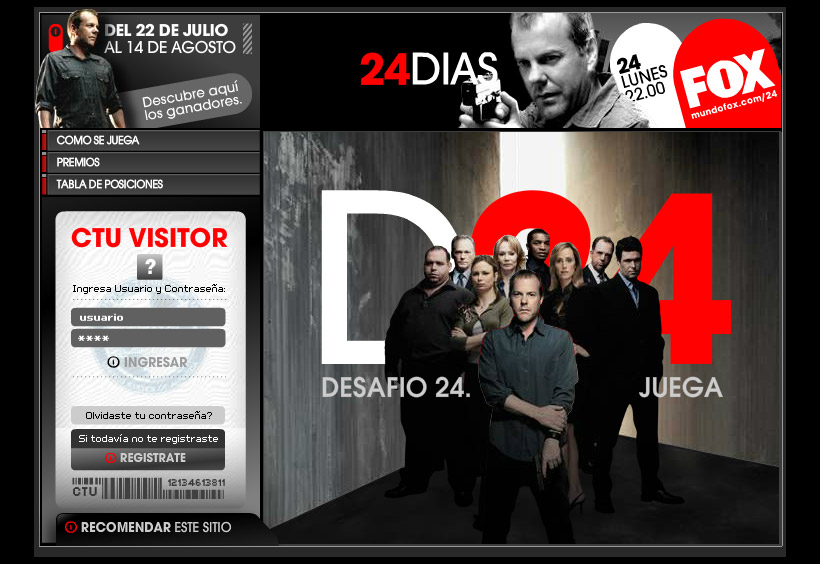 DEL 22 DE JULIO
AL 14 DE AGOSTO
Descubre aquí
los ganadores.
24DIAS
24
LUNES
22.00
FOX
mundofox.com/24
COMO SE JUEGA
PREMIOS
TABLA DE POSICIONES
CTU VISITOR
?
Ingresa Usuario y Contraseña:
usuario
****
INGRESAR
Olvidaste tu contraseña?
Si todavía no te registraste
REGISTRATE
CTU
12134613811
RECOMENDAR ESTE SITIO
D24
DESAFIO 24.
JUEGA